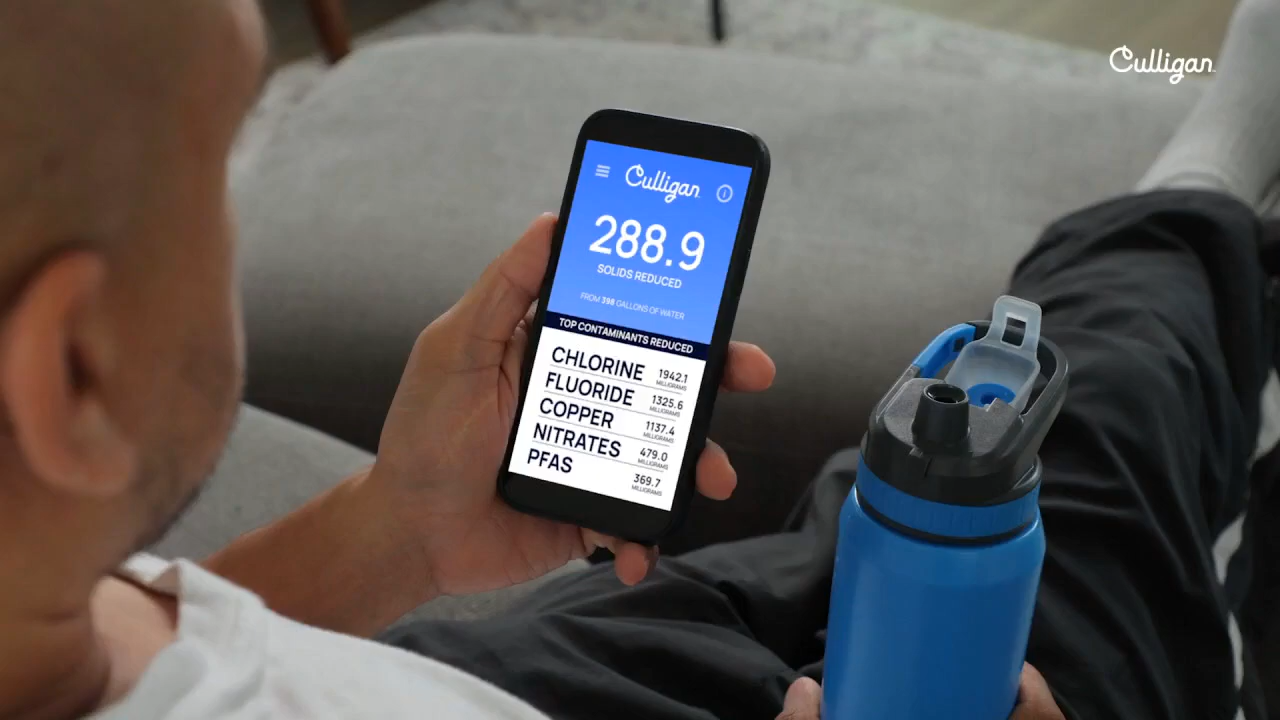 Culligan
Culligan
288.9
SOLIDS REDUCED
FROM 398 GALLONS OF WATER
TOP CONTAMINANTS REDUCED
CHLORINE 1942.1 MILLIGRAMS
FLUORIDE 1325.6 MILLIGRAMS
COPPER 1137.4 MILLIGRAMS
NITRATES 479.0 MILLIGRAMS
PFAS 369.7 MILLIGRAMS